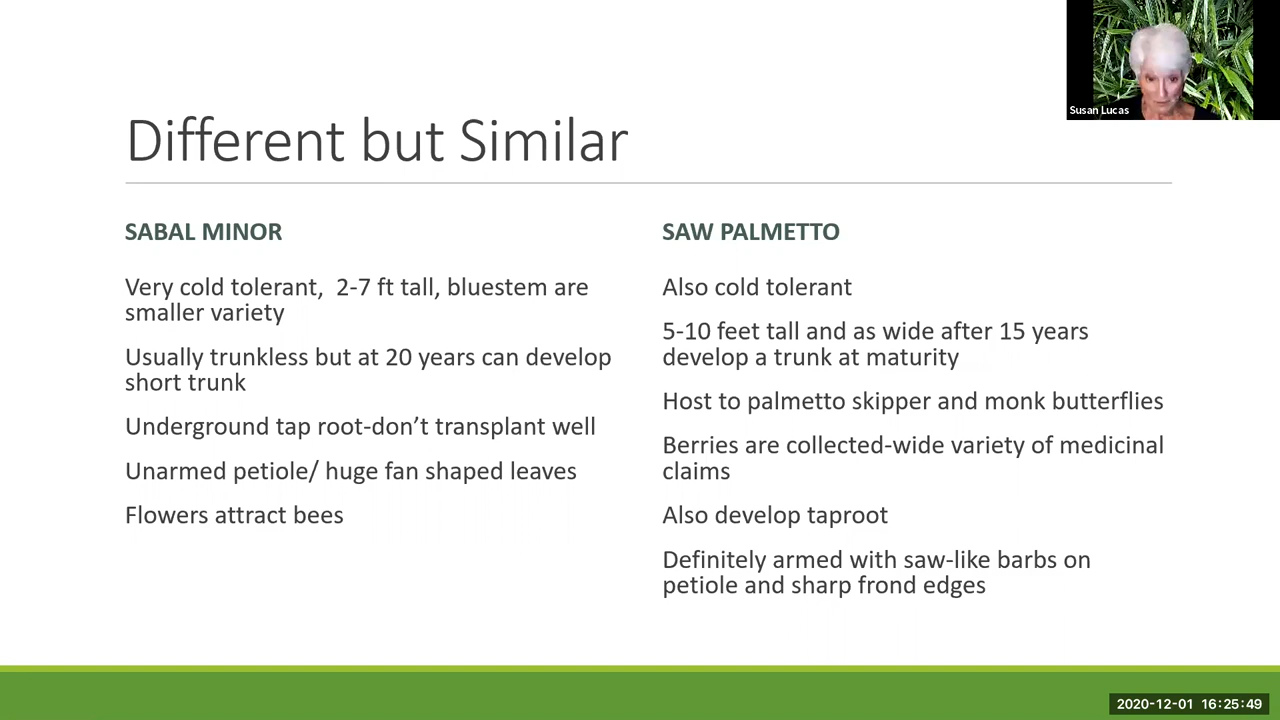 Susan Lucas
Different but Similar
SABAL MINOR
Very cold tolerant,  2-7 ft tall, bluestem are
smaller variety
Usually trunkless but at 20 years can develop
short trunk
Underground tap root-don’t transplant well
Unarmed petiole/ huge fan shaped leaves
Flowers attract bees
SAW PALMETTO
Also cold tolerant
5-10 feet tall and as wide after 15 years
develop a trunk at maturity
Host to palmetto skipper and monk butterflies
Berries are collected-wide variety of medicinal
claims
Also develop taproot
Definitely armed with saw-like barbs on
petiole and sharp frond edges
2020-12-01 16:25:49